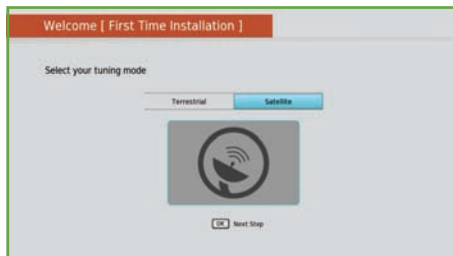 Welcome [ First Time Installation ]
Select your tuning mode
Terrestrial Satellite
OK Next Step